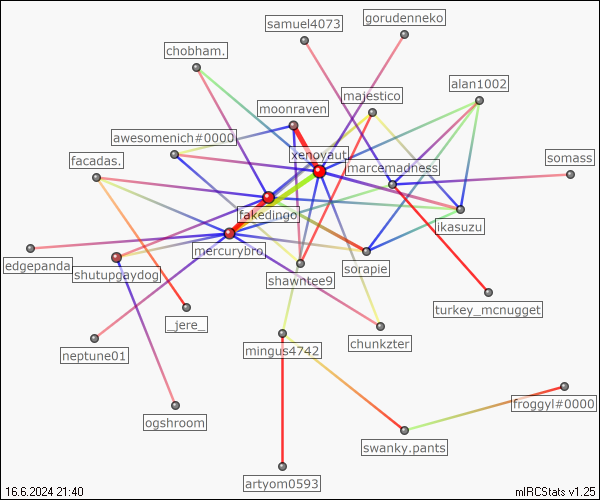 gorudenneko
samuel4073
chobham.
alan1002
majestico
moonraven
awesomenich#0000
xenoyaut
facadas.
marcemadness
somass
fakedingo
ikasuzu
mercurybro
edgepanda
shutupgaydog
sorapie
shawntee9
turkey_mcnugget
_jere_
chunkzter
mingus4742
neptune01
froggyl#0000
ogshroom
swanky.pants
artyom0593
16.6.2024 21:40
mIRCStats v1.25